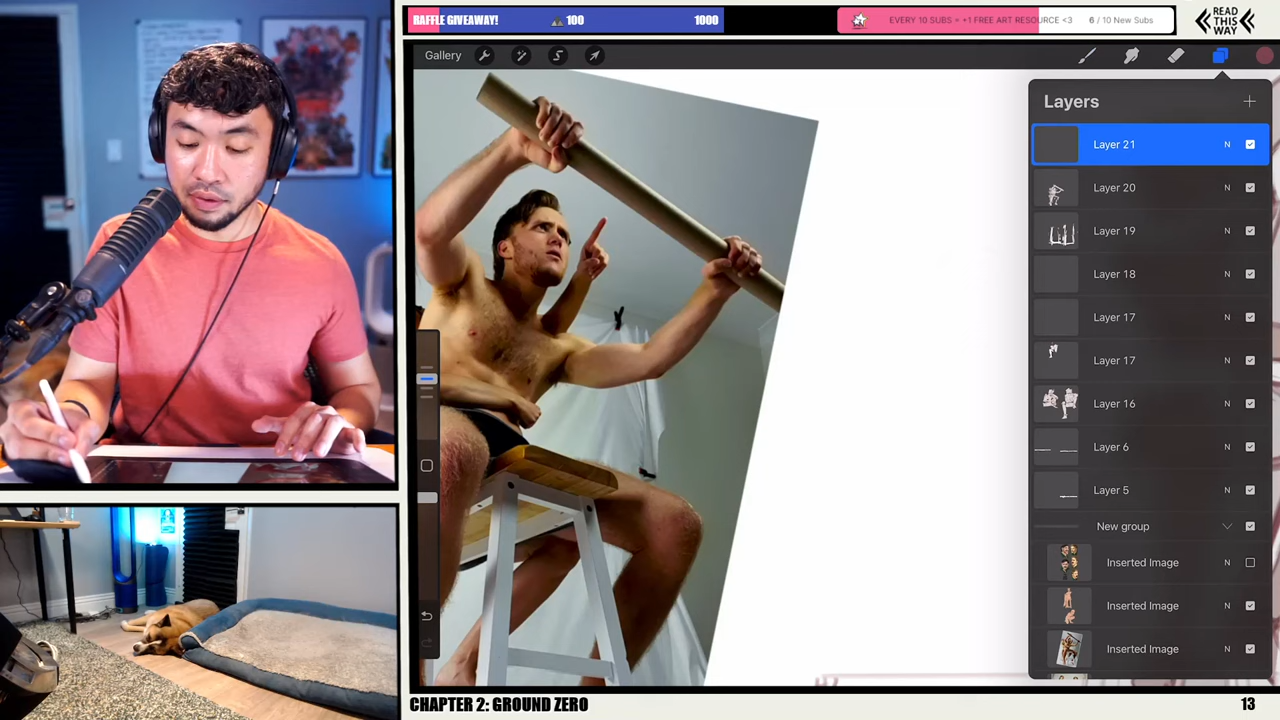 RAFFLE GIVEAWAY! 100 1000
EVERY 10 SUBS = +1 FREE ART RESOURCE <3 6 / 10 New Subs
READ
THIS
WAY
Gallery
Layers
Layer 21 N
Layer 20 N
Layer 19 N
Layer 18 N
Layer 17 N
Layer 17 N
Layer 16 N
Layer 6 N
Layer 5 N
New group
Inserted Image N
Inserted Image N
Inserted Image N
CHAPTER 2: GROUND ZERO 13